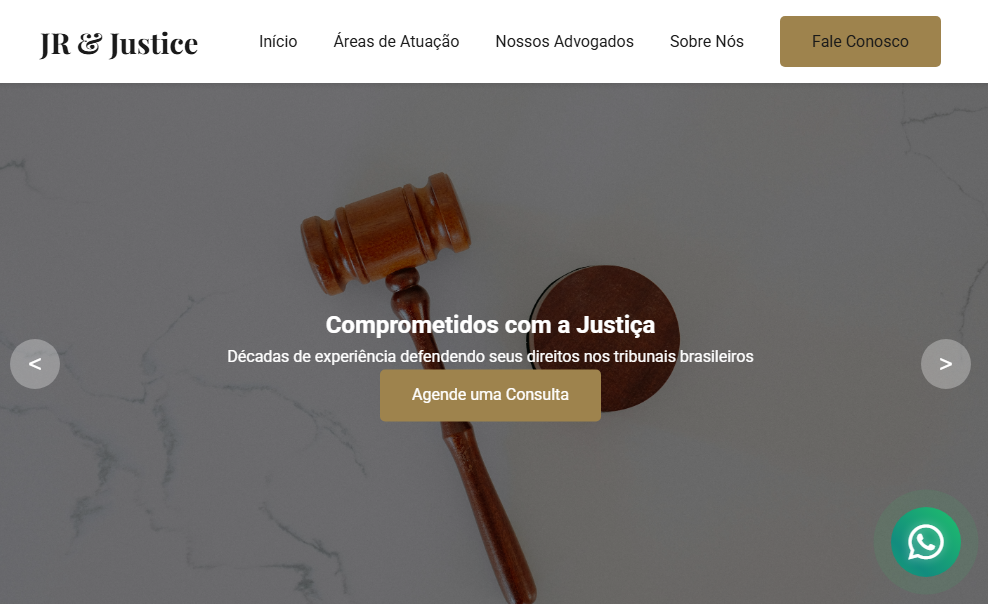 JR & Justice
Início
Áreas de Atuação
Nossos Advogados
Sobre Nós
Fale Conosco
Comprometidos com a Justiça
Décadas de experiência defendendo seus direitos nos tribunais brasileiros
<
>
Agende uma Consulta